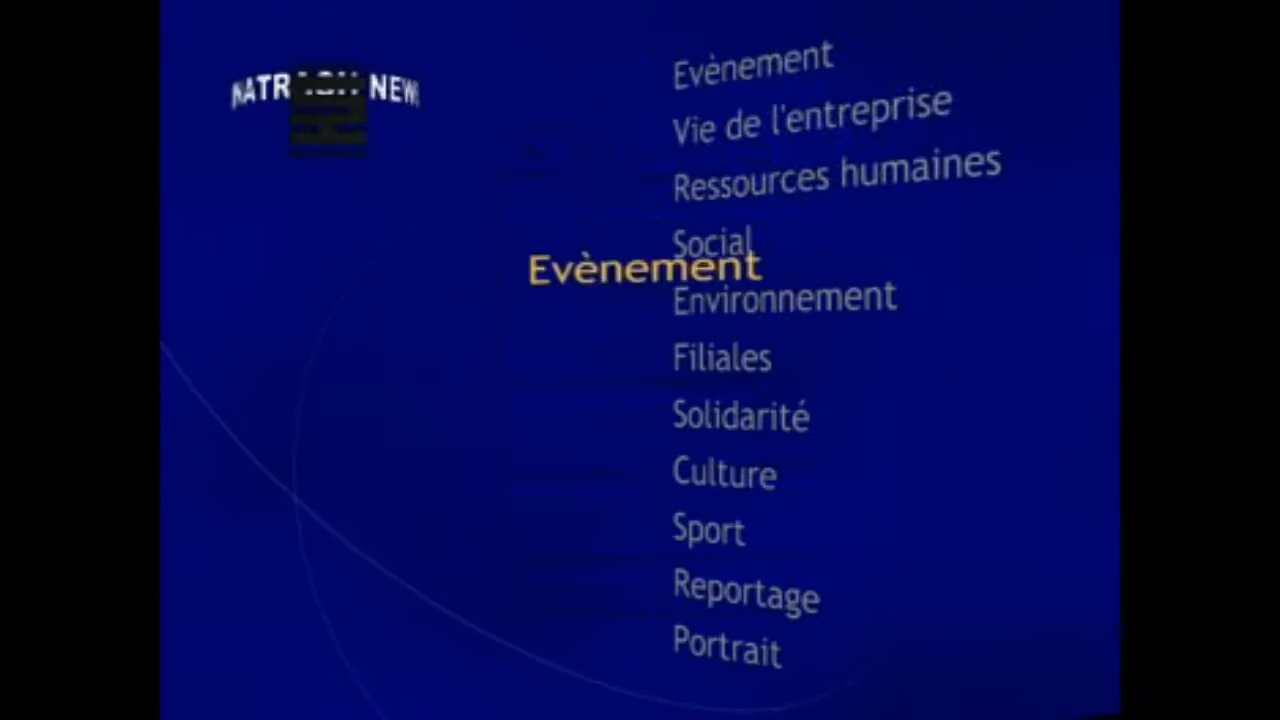 Evènement
Vie de l'entreprise
Ressources humaines
Social
Evènement
Environnement
Filiales
Solidarité
Culture
Sport
Reportage
Portrait